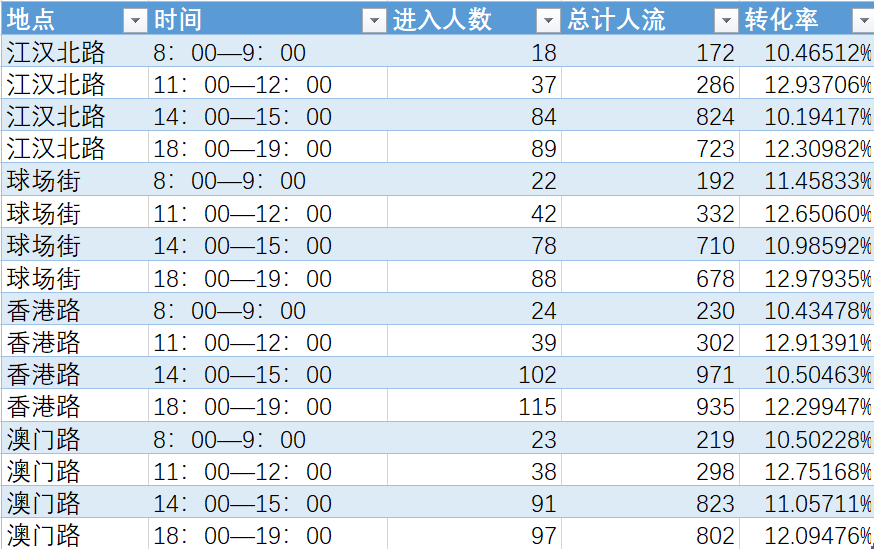 地点 时间 进入人数 总计人流 转化率
江汉北路 8：00—9：00 18 172 10.46512%
江汉北路 11：00—12：00 37 286 12.93706%
江汉北路 14：00—15：00 84 824 10.19417%
江汉北路 18：00—19：00 89 723 12.30982%
球场街 8：00—9：00 22 192 11.45833%
球场街 11：00—12：00 42 332 12.65060%
球场街 14：00—15：00 78 710 10.98592%
球场街 18：00—19：00 88 678 12.97935%
香港路 8：00—9：00 24 230 10.43478%
香港路 11：00—12：00 39 302 12.91391%
香港路 14：00—15：00 102 971 10.50463%
香港路 18：00—19：00 115 935 12.29947%
澳门路 8：00—9：00 23 219 10.50228%
澳门路 11：00—12：00 38 298 12.75168%
澳门路 14：00—15：00 91 823 11.05711%
澳门路 18：00—19：00 97 802 12.09476%